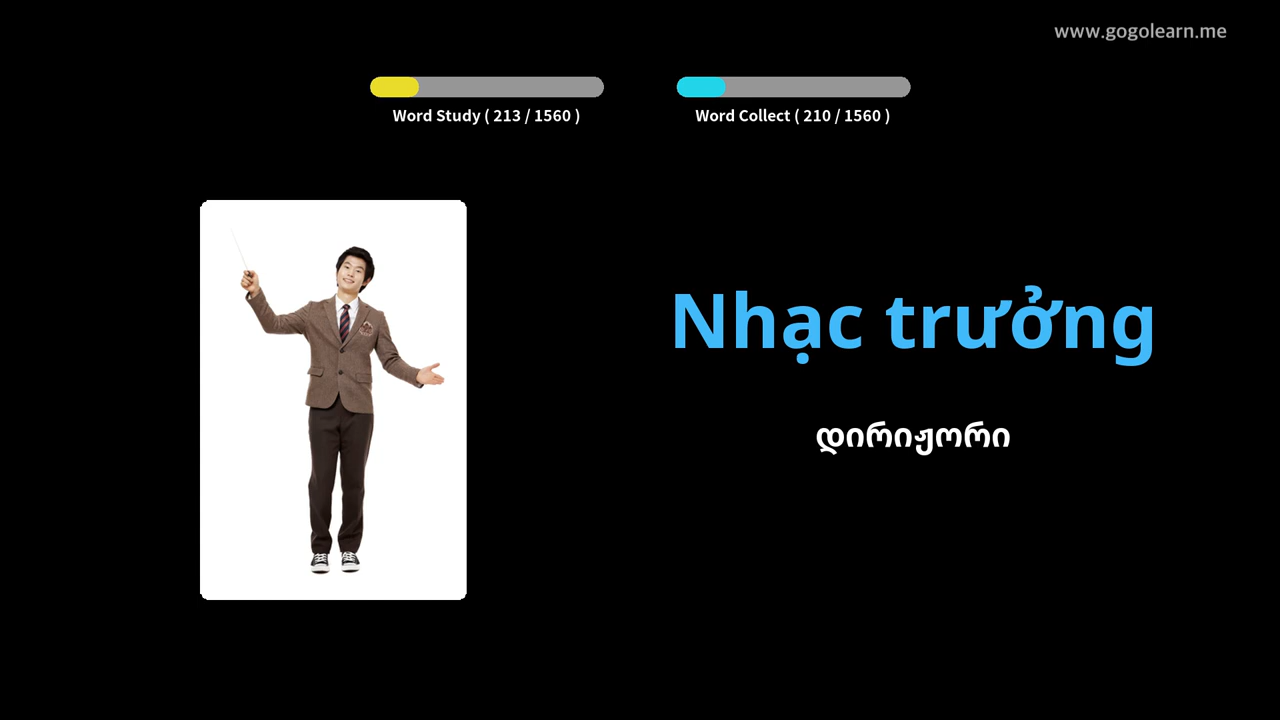 www.gogolearn.me
Word Study ( 213 / 1560 )
Word Collect ( 210 / 1560 )
Nhạc trưởng
დირიჟორი